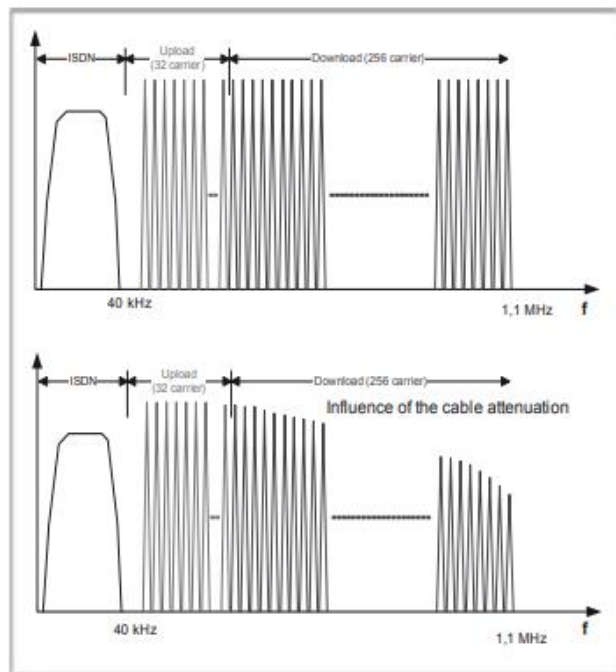 ISDN
Upload
(32 carrier)
Download (256 carrier)
40 kHz
1,1 MHz
f
ISDN
Upload
(32 carrier)
Download (256 carrier)
Influence of the cable attenuation
40 kHz
1,1 MHz
f